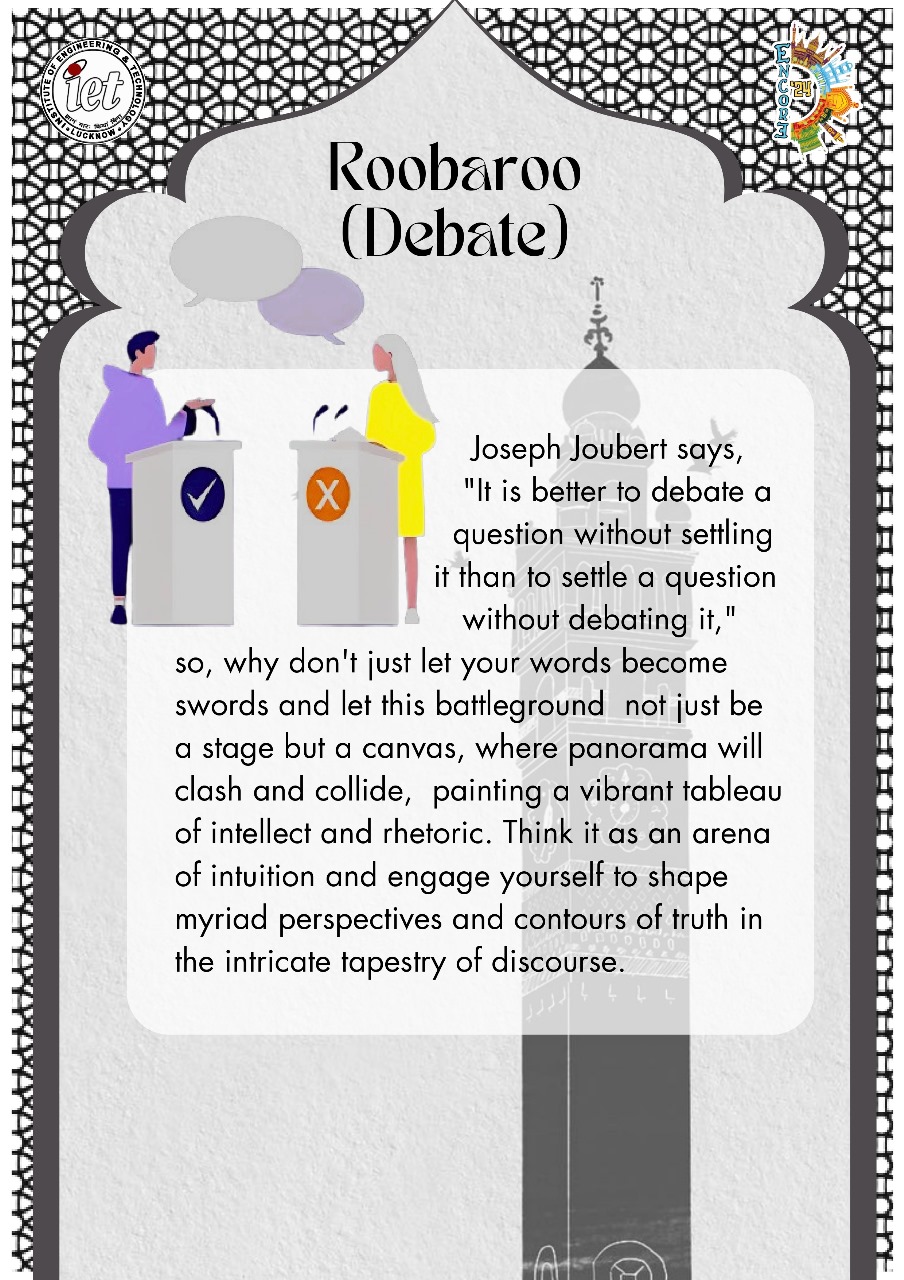 INSTITUTE OF ENGINEERING & TECHNOLOGY
iet
LUCKNOW
ENCORE
'24
Roobaroo
(Debate)
X
Joseph Joubert says,
"It is better to debate a
question without settling
it than to settle a question
without debating it,"
so, why don't just let your words become
swords and let this battleground  not just be
a stage but a canvas, where panorama will
clash and collide,  painting a vibrant tableau
of intellect and rhetoric. Think it as an arena
of intuition and engage yourself to shape
myriad perspectives and contours of truth in
the intricate tapestry of discourse.